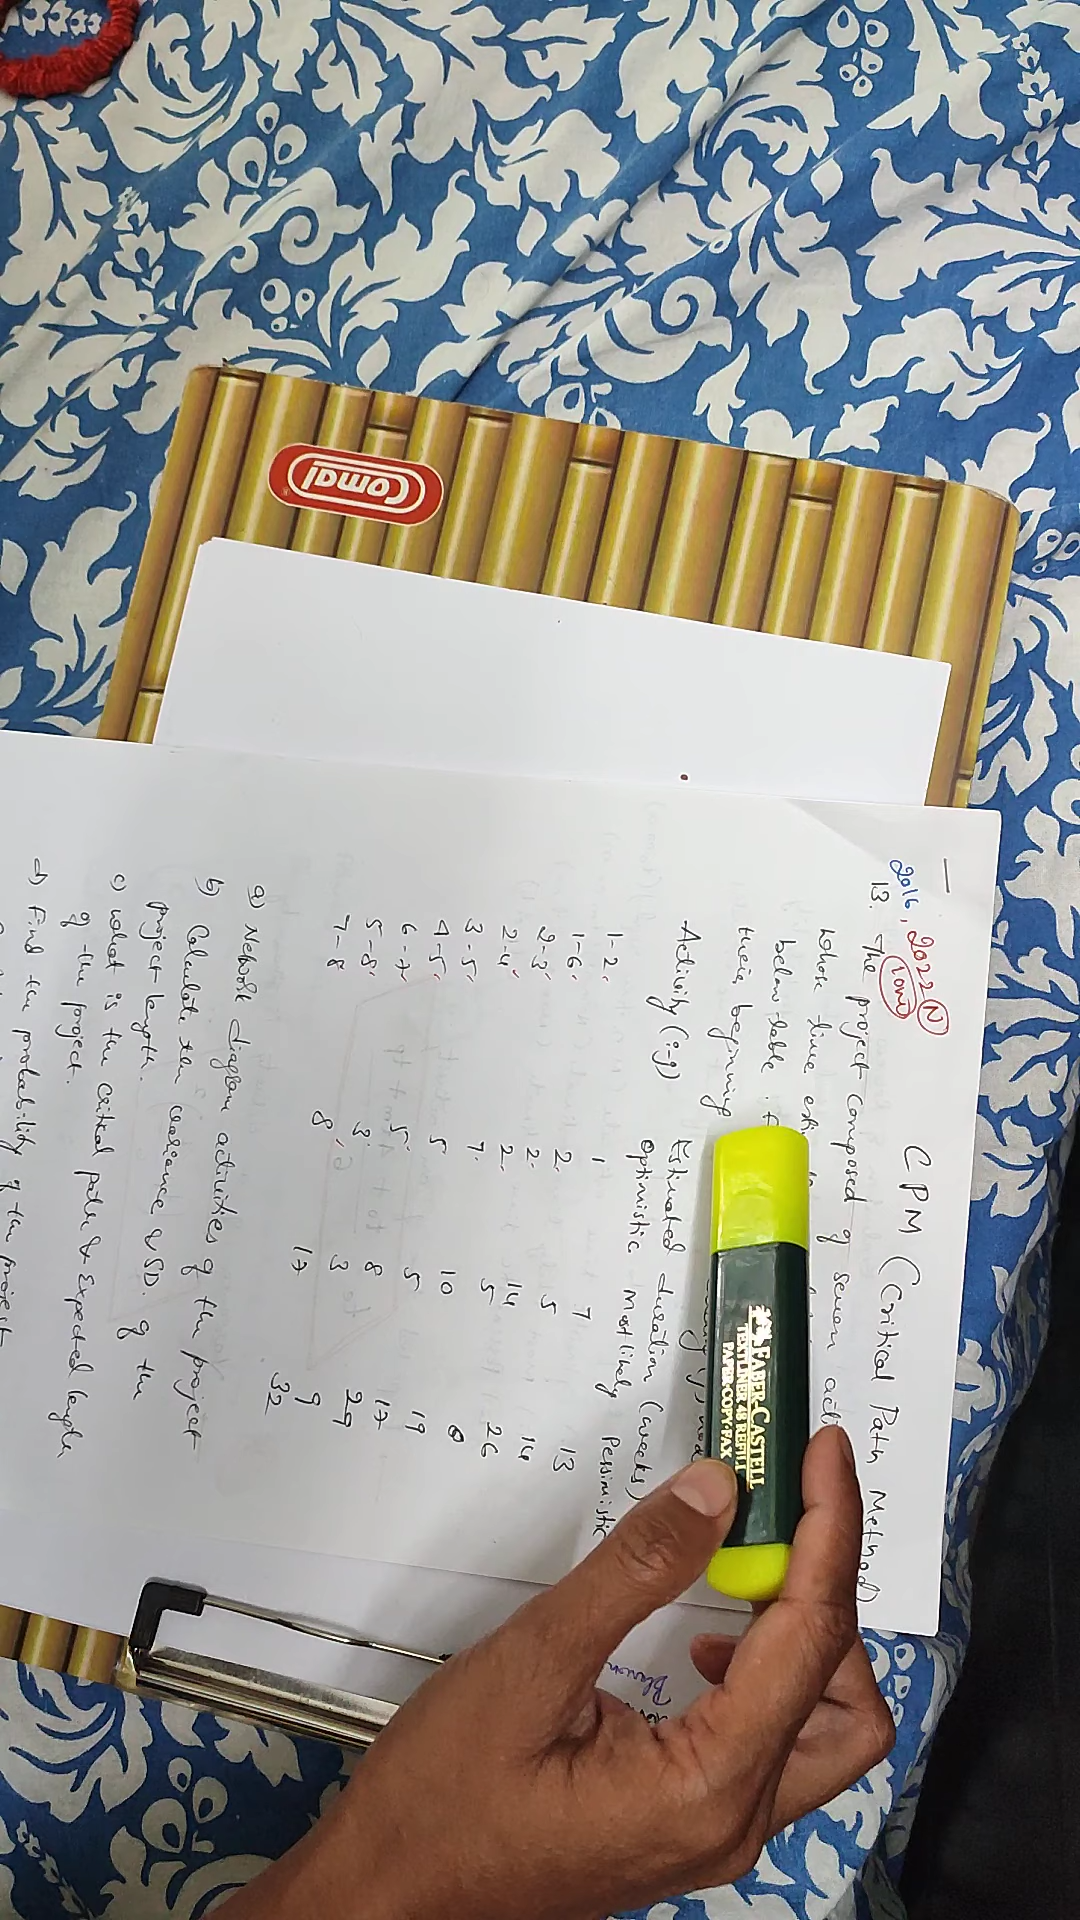 2016, 2022 (N)
10M
CPM (Critical Path Method)
13. The project composed of seven
whose time
below table.
their beginning
Activity (i-j) Estimated duration (weeks)
optimistic most likely Pessimistic
1-2 1 7 13
1-6 2 5 14
2-3 2 14 26
2-4 2 5 8
3-5 7 10 19
4-5 5 5 17
6-7 5 8 29
5-8 3 3 9
7-8 8 17 32
a) Network diagram activities of the project
b) Calculate the variance & SD. of the
project length.
c) what is the critical path & Expected length
of the project.
d) Find the probability of the project
Camel
FABER-CASTELL
TEXTLINER 48 REFILL
PAPER·COPY·FAX